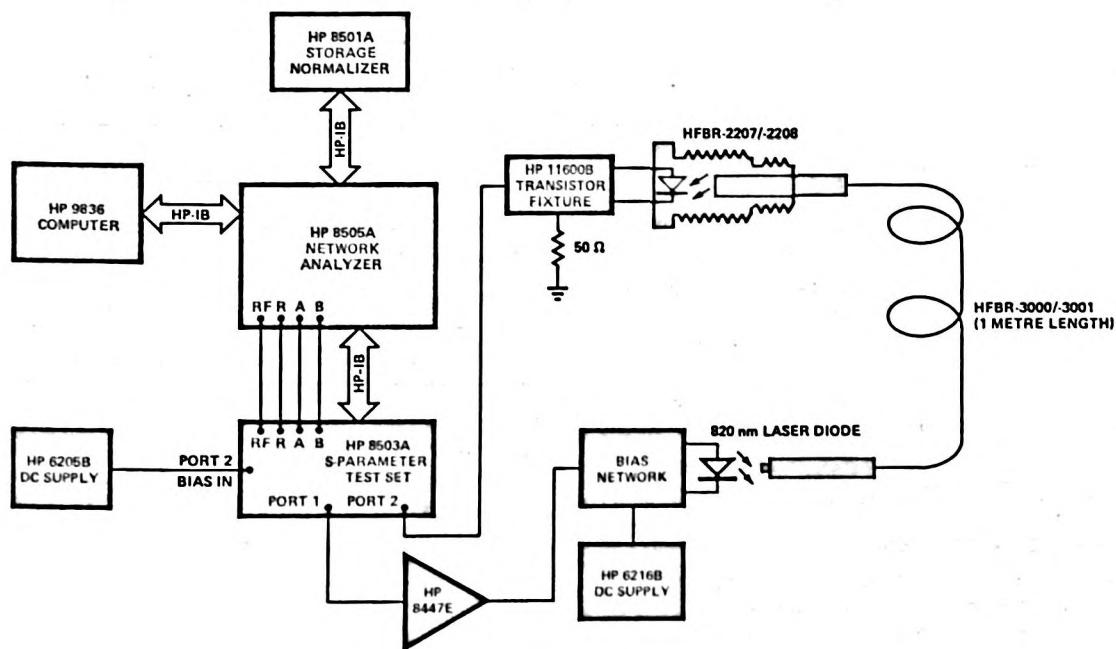 HP 8501A
STORAGE
NORMALIZER
HP-IB
HP 9836
COMPUTER
HP-IB
HP 8505A
NETWORK
ANALYZER
RF R A B
HP-IB
RF R A B
HP 8503A
S-PARAMETER
TEST SET
PORT 1 PORT 2
HP 6205B
DC SUPPLY
PORT 2
BIAS IN
HP
8447E
HP 11600B
TRANSISTOR
FIXTURE
50 Ω
HFBR-2207/-2208
HFBR-3000/-3001
(1 METRE LENGTH)
820 nm LASER DIODE
BIAS
NETWORK
HP 6216B
DC SUPPLY